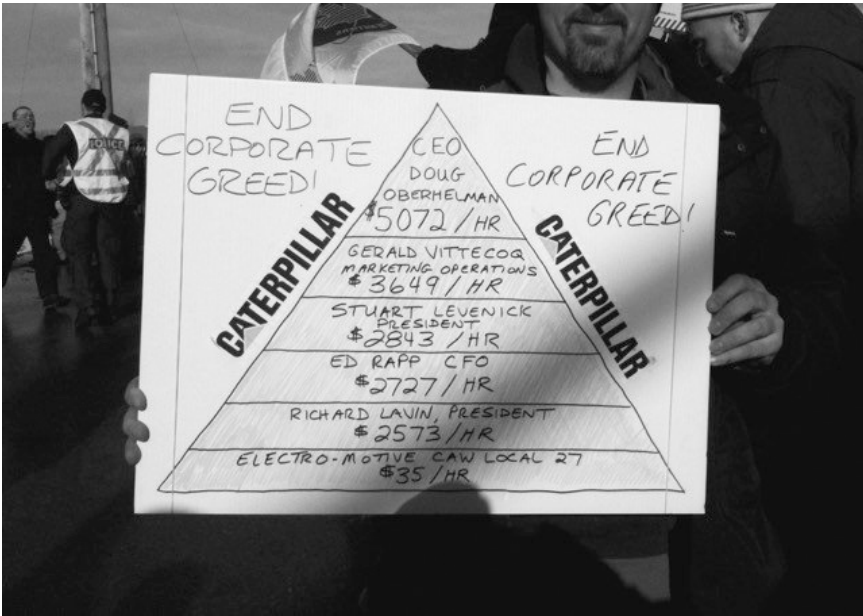 END
CORPORATE
GREED!
CATERPILLAR
CEO
DOUG
OBERHELMAN
$5072/HR
GERALD VITTECOQ
MARKETING OPERATIONS
$3649/HR
STUART LEVENICK
PRESIDENT
$2843/HR
ED RAPP CFO
$2727/HR
RICHARD LAVIN, PRESIDENT
$2573/HR
ELECTRO-MOTIVE CAW LOCAL 27
$35/HR
END
CORPORATE
GREED!
CATERPILLAR
POLICE